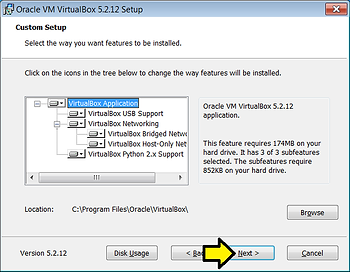 Oracle VM VirtualBox 5.2.12 Setup
Custom Setup
Select the way you want features to be installed.
Click on the icons in the tree below to change the way features will be installed.
VirtualBox Application
VirtualBox USB Support
VirtualBox Networking
VirtualBox Bridged Netw
VirtualBox Host-Only Net
VirtualBox Python 2.x Support
Oracle VM VirtualBox 5.2.12
application.
This feature requires 174MB on your
hard drive. It has 3 of 3 subfeatures
selected. The subfeatures require
852KB on your hard drive.
Location: C:\Program Files\Oracle\VirtualBox\
Browse
Version 5.2.12
Disk Usage
< Ba
Next >
Cancel